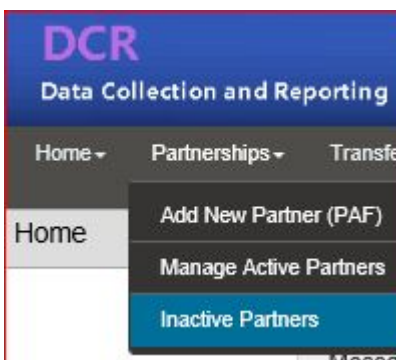 DCR
Data Collection and Reporting
Home Partnerships
Home
Add New Partner (PAF)
Manage Active Partners
Inactive Partners